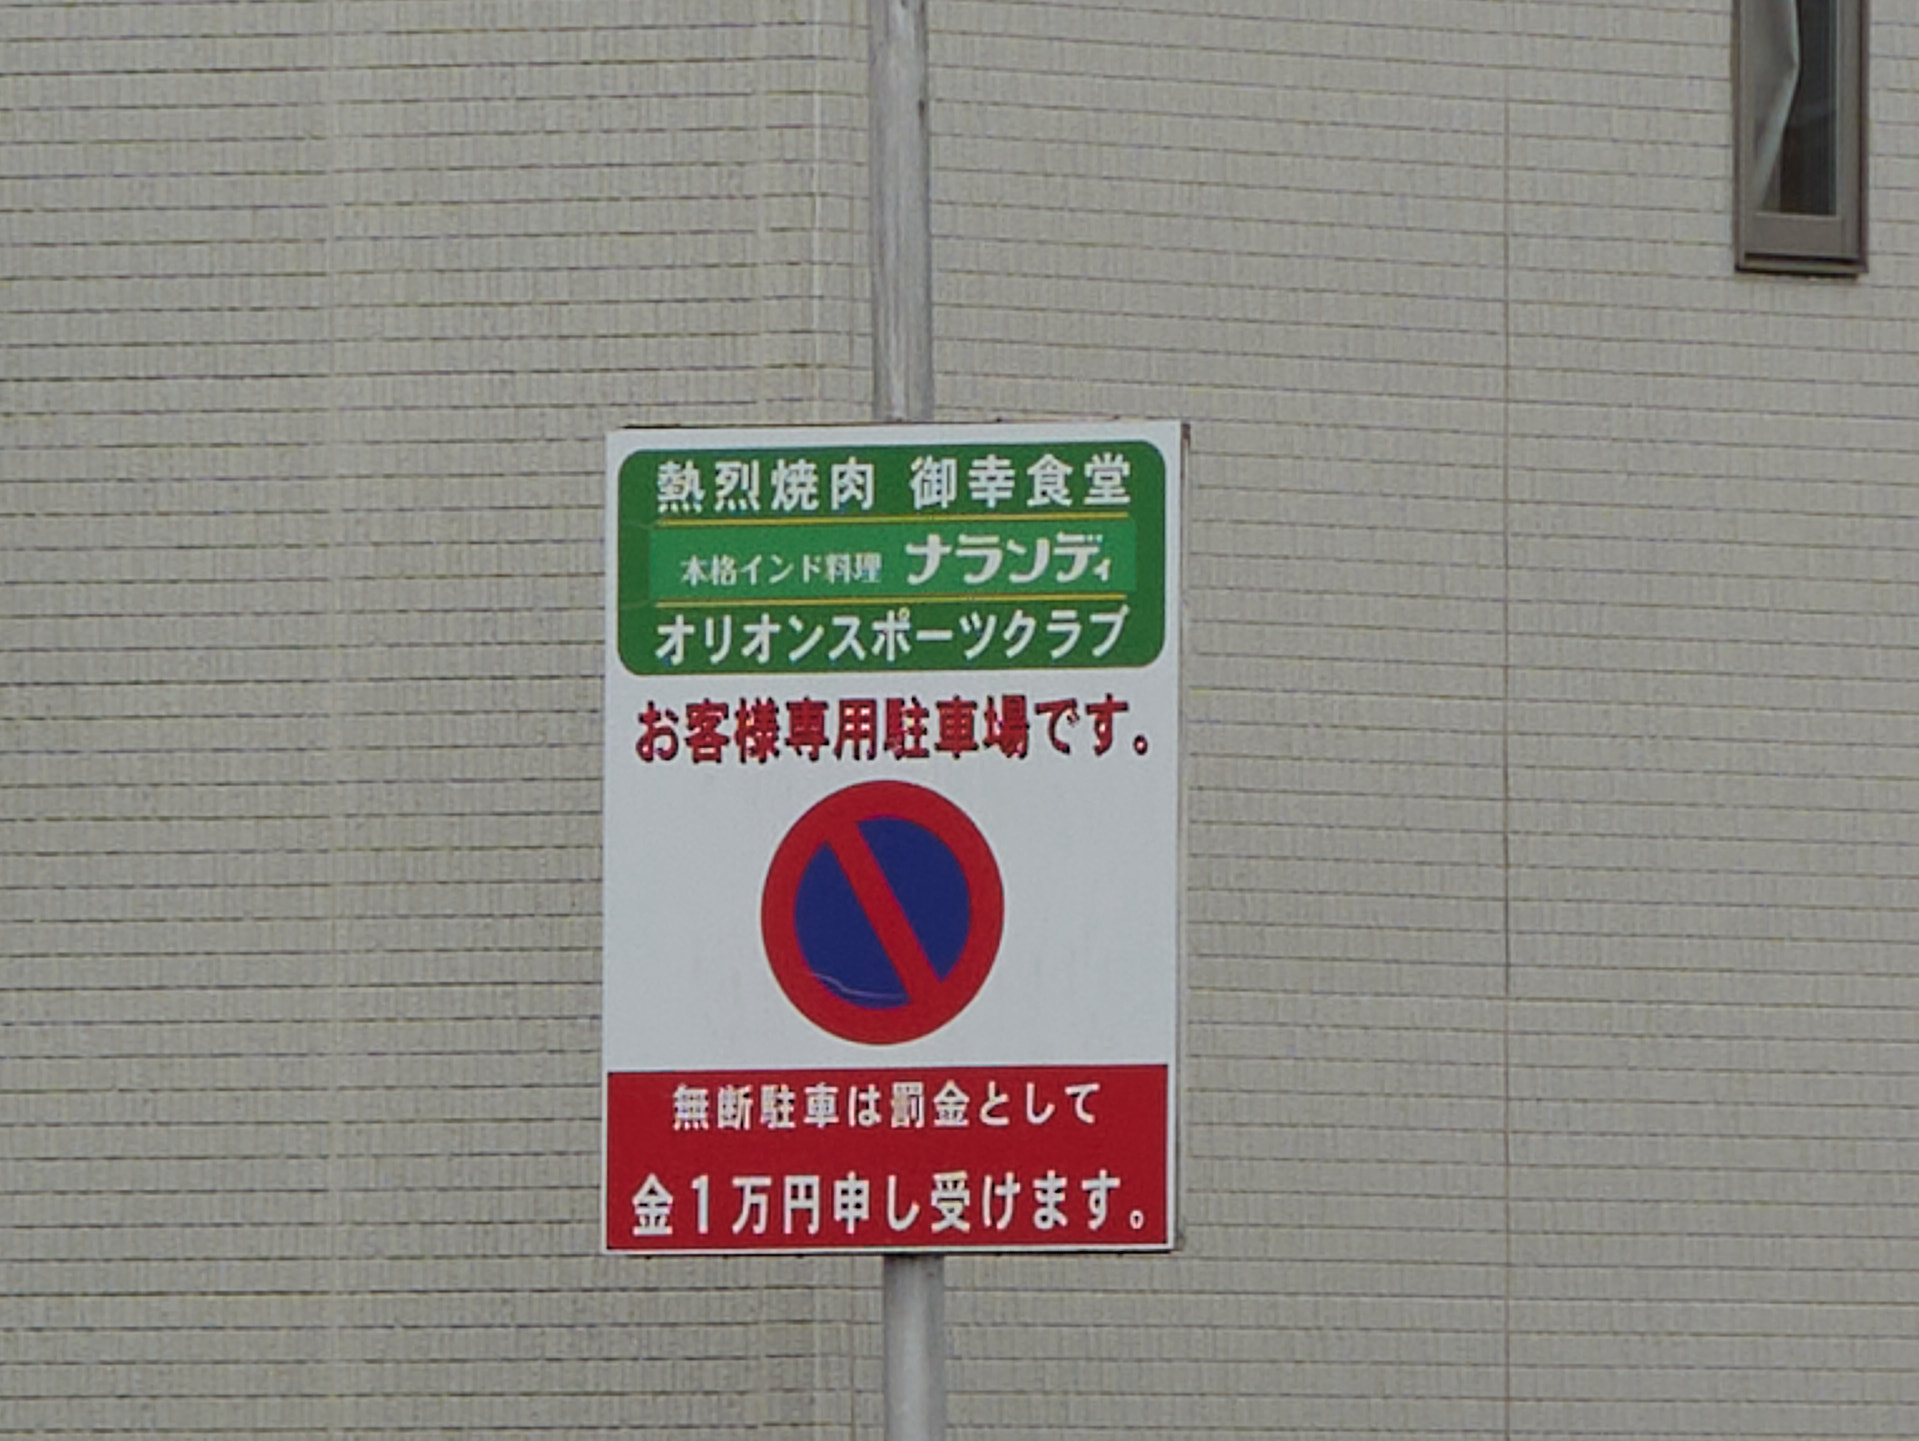 熱烈焼肉 御幸食堂
本格インド料理 ナランディ
オリオンスポーツクラブ
お客様専用駐車場です。
無断駐車は罰金として
金1万円申し受けます。